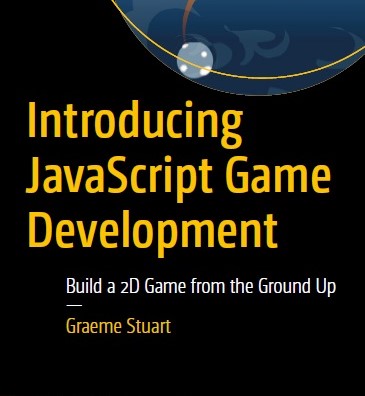 Introducing
JavaScript Game
Development
Build a 2D Game from the Ground Up
—
Graeme Stuart